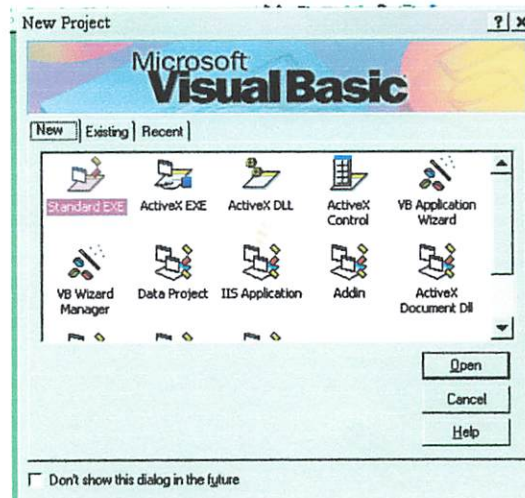 New Project
Microsoft
Visual Basic
New Existing Recent
Standard EXE ActiveX EXE ActiveX DLL ActiveX Control VB Application Wizard
VB Wizard Manager Data Project IIS Application Addin ActiveX Document Dll
Open
Cancel
Help
Don't show this dialog in the future